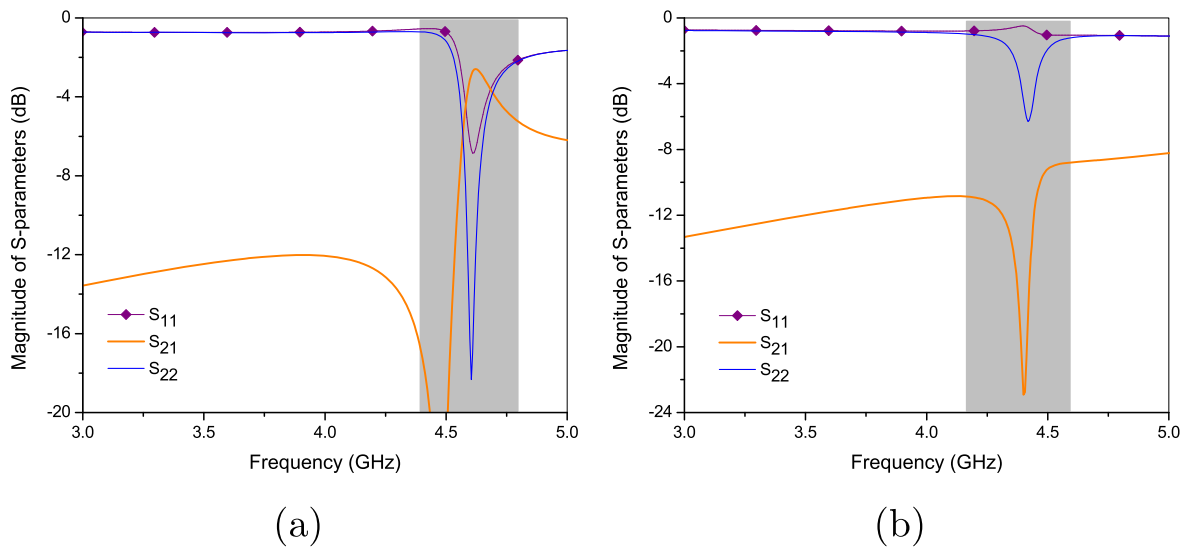 0
-4
-8
-12
-16
-20
3.0 3.5 4.0 4.5 5.0
Magnitude of S-parameters (dB)
Frequency (GHz)
S11
S21
S22
(a)
0
-4
-8
-12
-16
-20
-24
3.0 3.5 4.0 4.5 5.0
Magnitude of S-parameters (dB)
Frequency (GHz)
S11
S21
S22
(b)